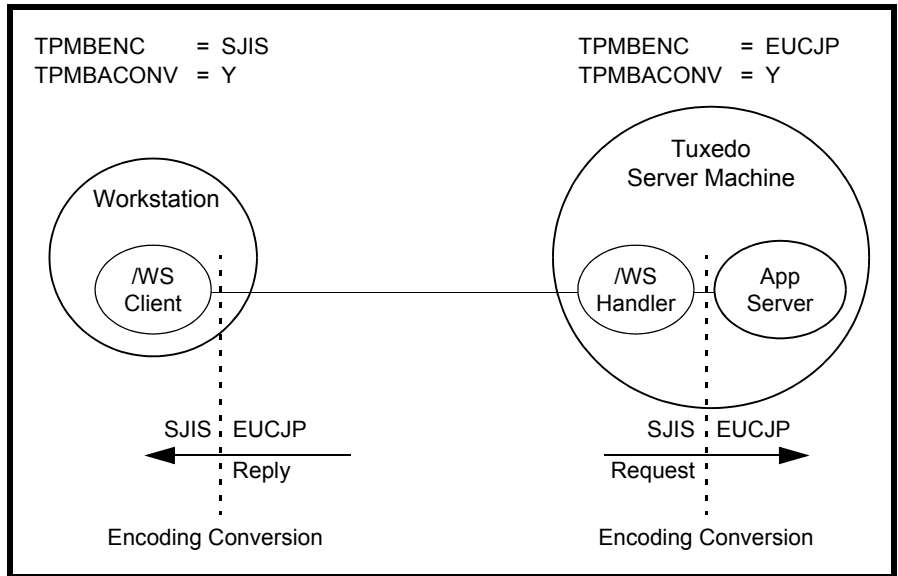 TPMBENC = SJIS
TPMBACONV = Y
TPMBENC = EUCJP
TPMBACONV = Y
Workstation
/WS
Client
Tuxedo
Server Machine
/WS
Handler
App
Server
SJIS EUCJP
Reply
Encoding Conversion
SJIS EUCJP
Request
Encoding Conversion